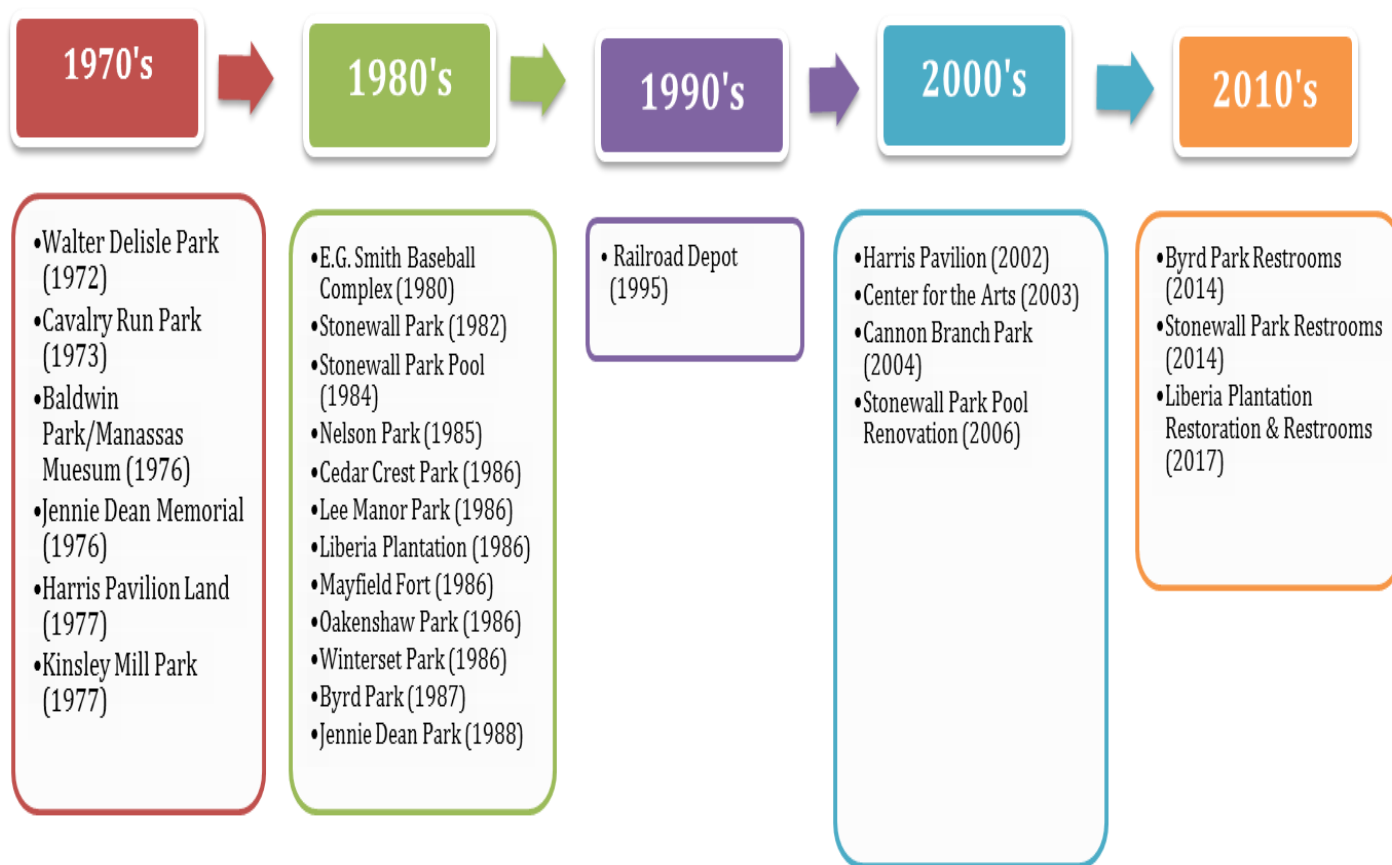 1970's
1980's
1990's
2000's
2010's
•Walter Delisle Park
(1972)
•Cavalry Run Park
(1973)
•Baldwin
Park/Manassas
Muesum (1976)
•Jennie Dean Memorial
(1976)
•Harris Pavilion Land
(1977)
•Kinsley Mill Park
(1977)
•E.G. Smith Baseball
Complex (1980)
•Stonewall Park (1982)
•Stonewall Park Pool
(1984)
•Nelson Park (1985)
•Cedar Crest Park (1986)
•Lee Manor Park (1986)
•Liberia Plantation (1986)
•Mayfield Fort (1986)
•Oakenshaw Park (1986)
•Winterset Park (1986)
•Byrd Park (1987)
•Jennie Dean Park (1988)
• Railroad Depot
(1995)
•Harris Pavilion (2002)
•Center for the Arts (2003)
•Cannon Branch Park
(2004)
•Stonewall Park Pool
Renovation (2006)
•Byrd Park Restrooms
(2014)
•Stonewall Park Restrooms
(2014)
•Liberia Plantation
Restoration & Restrooms
(2017)